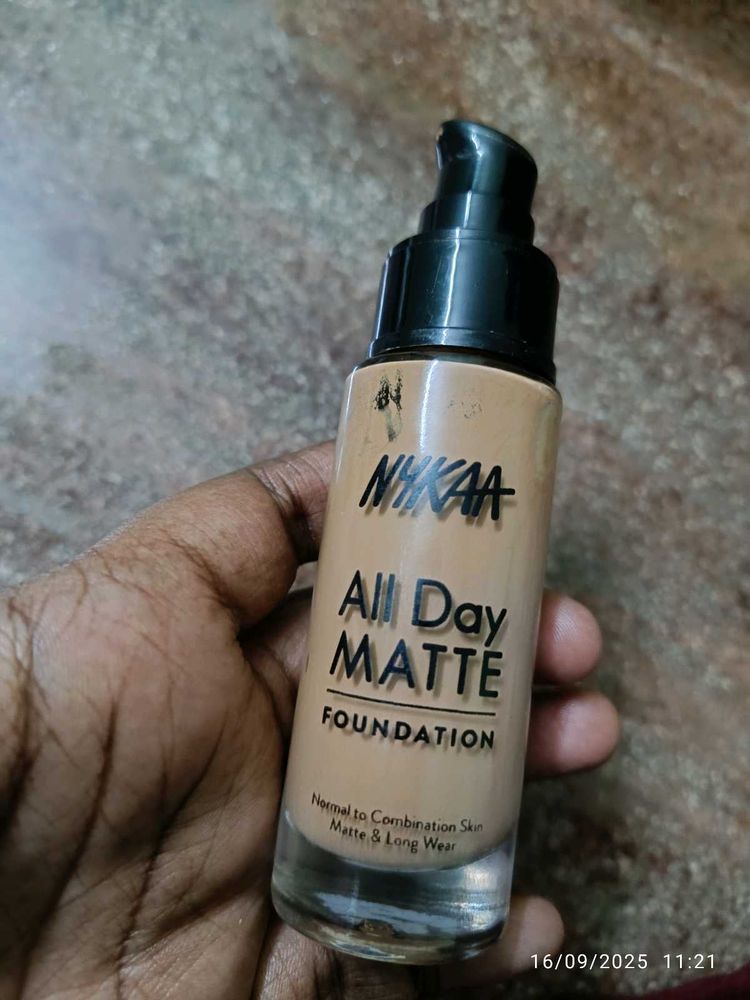 NYKAA
All Day
MATTE
FOUNDATION
Normal to Combination Skin
Matte & Long Wear
16/09/2025 11:21